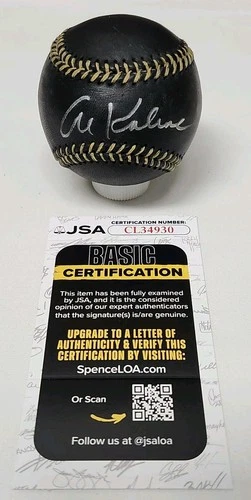 Al Kaline
CERTIFICATION NUMBER:
JSA CL34930
BASIC
CERTIFICATION
This item has been fully examined
by JSA, and it is the considered
opinion of our expert authenticators
that the signature(s) is/are genuine.
UPGRADE TO A LETTER OF
AUTHENTICITY & VERIFY THIS
CERTIFICATION BY VISITING:
SpenceLOA.com
Or Scan
Follow us at @jsaloa